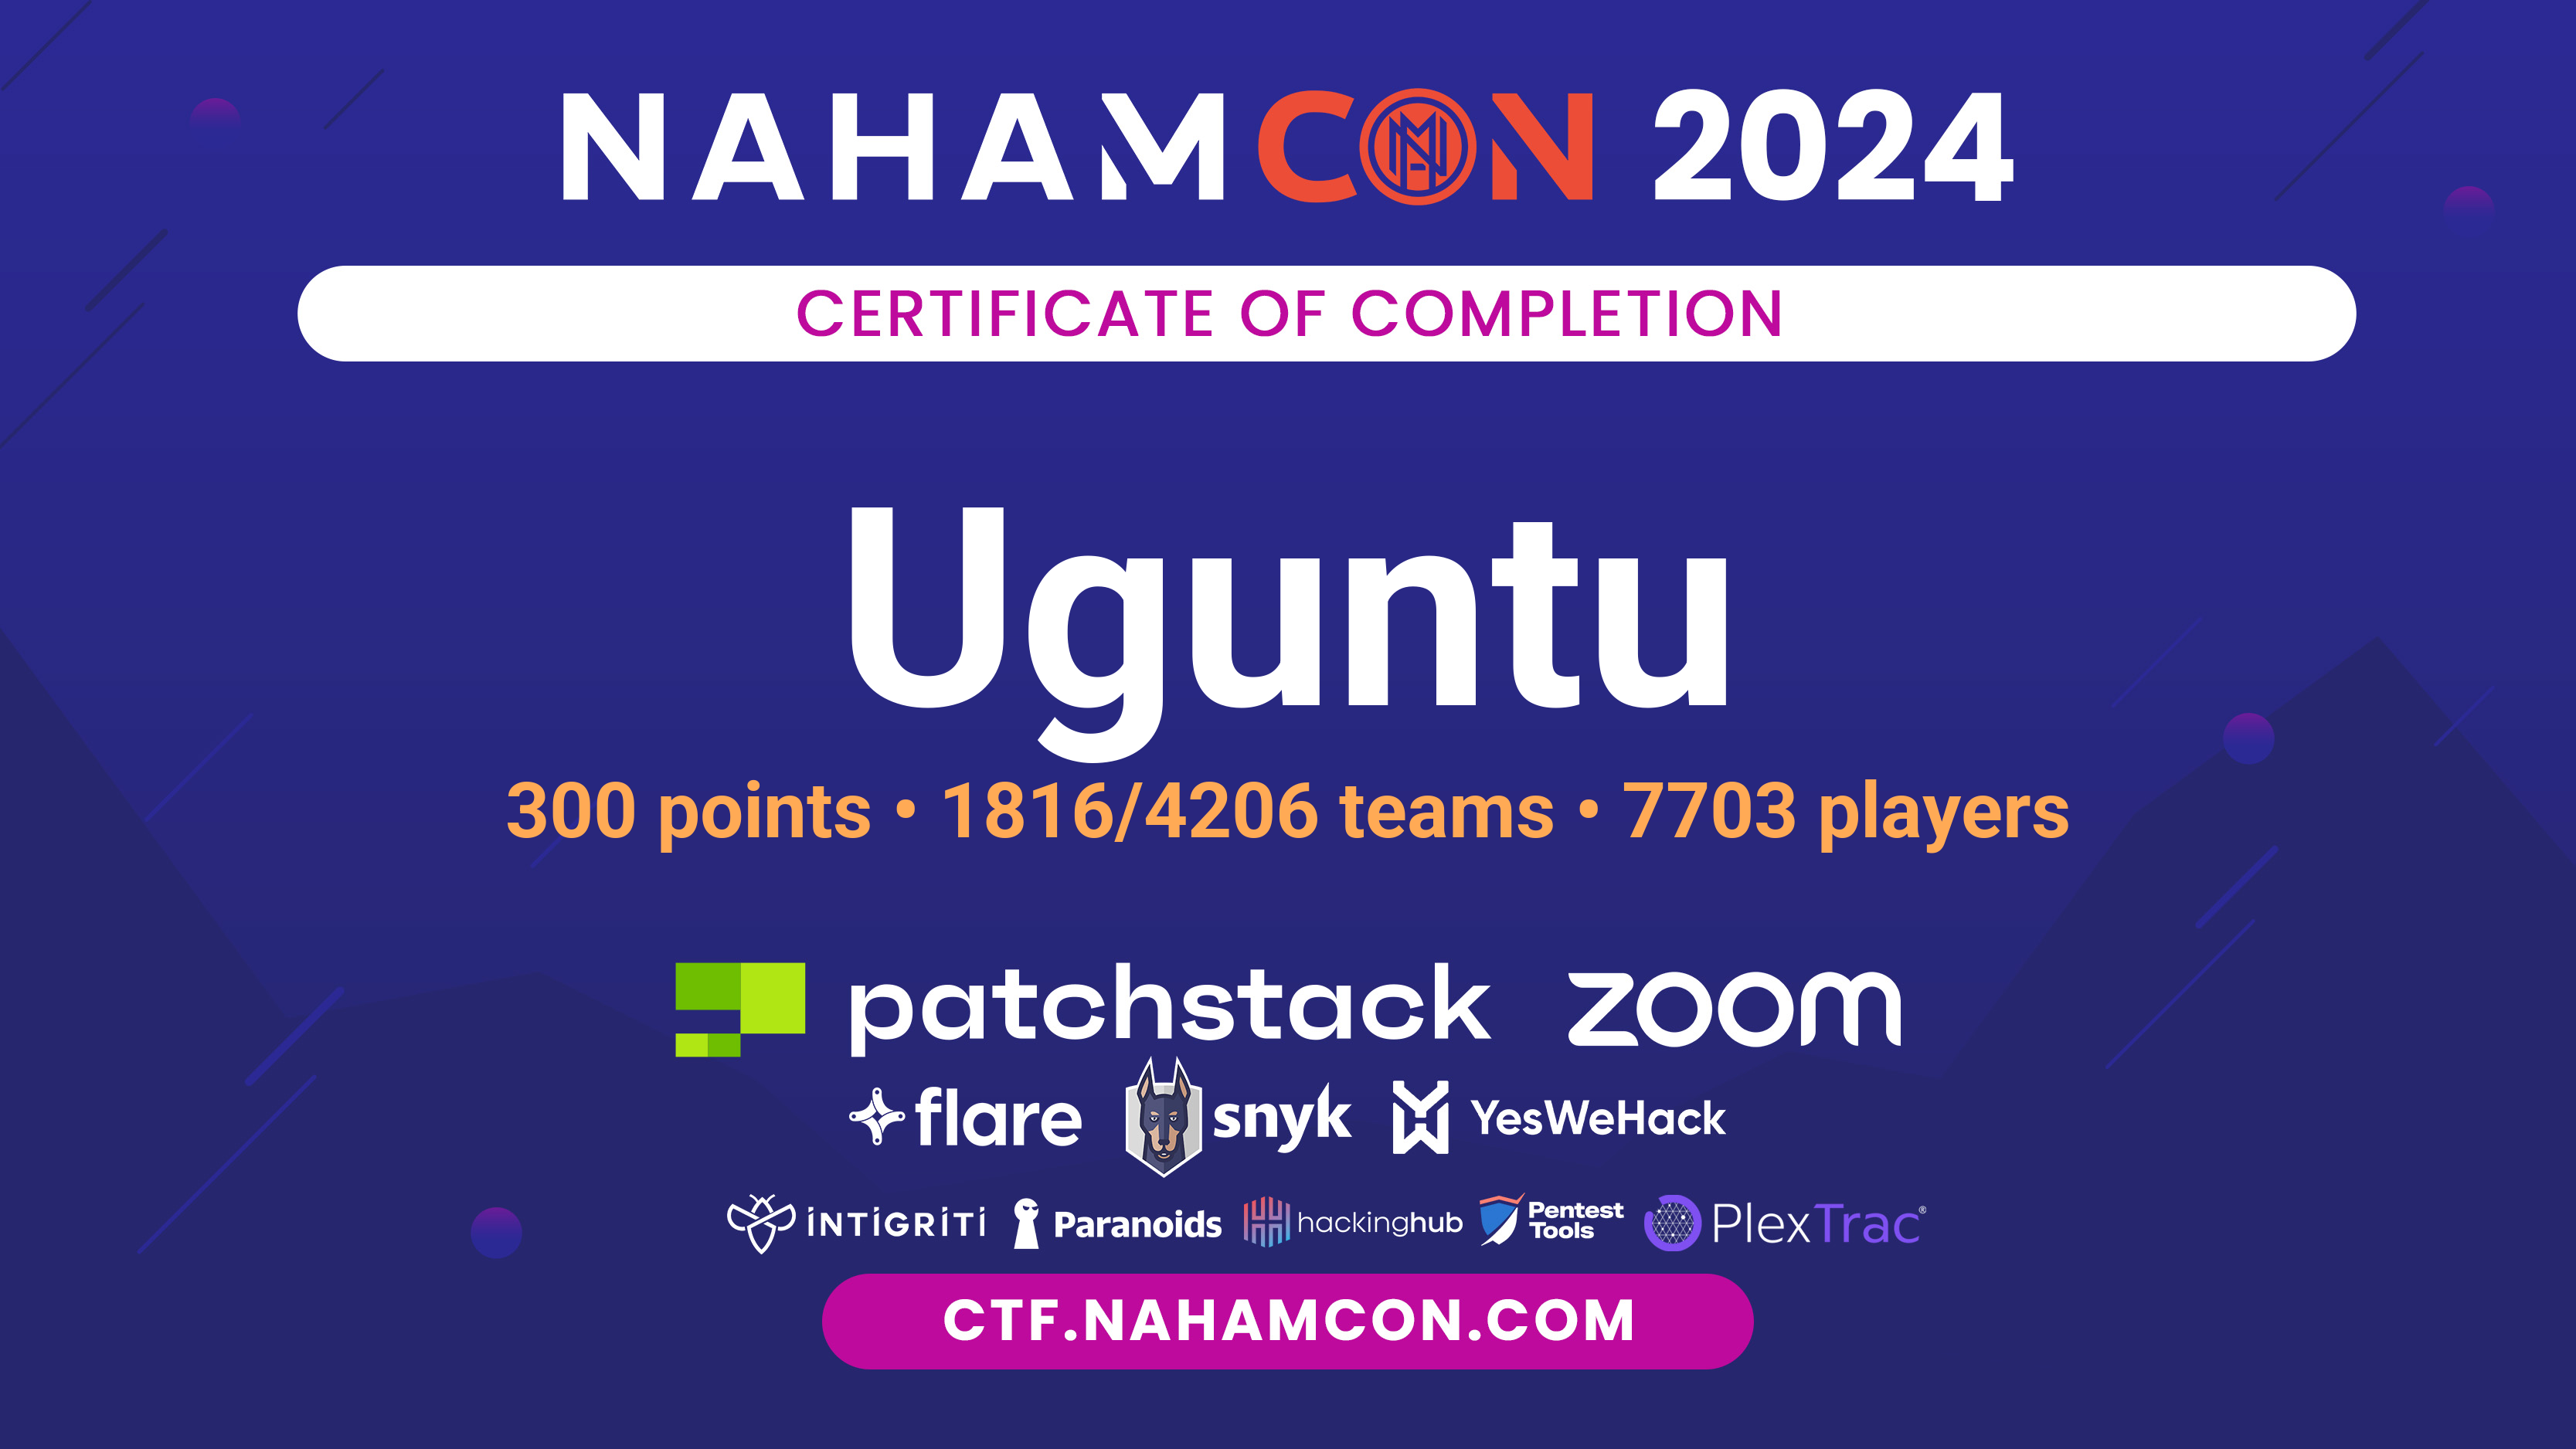 NAHAMCON 2024
CERTIFICATE OF COMPLETION
Uguntu
300 points • 1816/4206 teams • 7703 players
patchstack zoom
flare snyk YesWeHack
INTIGRITI Paranoids hackinghub Pentest Tools PlexTrac®
CTF.NAHAMCON.COM